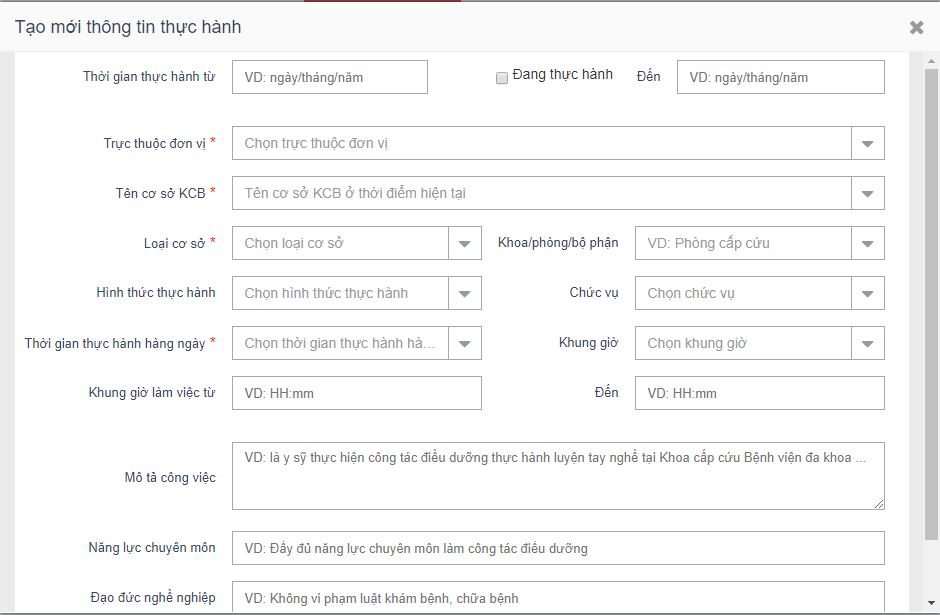 Tạo mới thông tin thực hành
Thời gian thực hành từ VD: ngày/tháng/năm Đang thực hành Đến VD: ngày/tháng/năm
Trực thuộc đơn vị * Chọn trực thuộc đơn vị
Tên cơ sở KCB * Tên cơ sở KCB ở thời điểm hiện tại
Loại cơ sở * Chọn loại cơ sở Khoa/phòng/bộ phận VD: Phòng cấp cứu
Hình thức thực hành Chọn hình thức thực hành Chức vụ Chọn chức vụ
Thời gian thực hành hàng ngày * Chọn thời gian thực hành hà... Khung giờ Chọn khung giờ
Khung giờ làm việc từ VD: HH:mm Đến VD: HH:mm
Mô tả công việc VD: là y sỹ thực hiện công tác điều dưỡng thực hành luyện tay nghề tại Khoa cấp cứu Bệnh viện đa khoa ...
Năng lực chuyên môn VD: Đầy đủ năng lực chuyên môn làm công tác điều dưỡng
Đạo đức nghề nghiệp VD: Không vi phạm luật khám bệnh, chữa bệnh